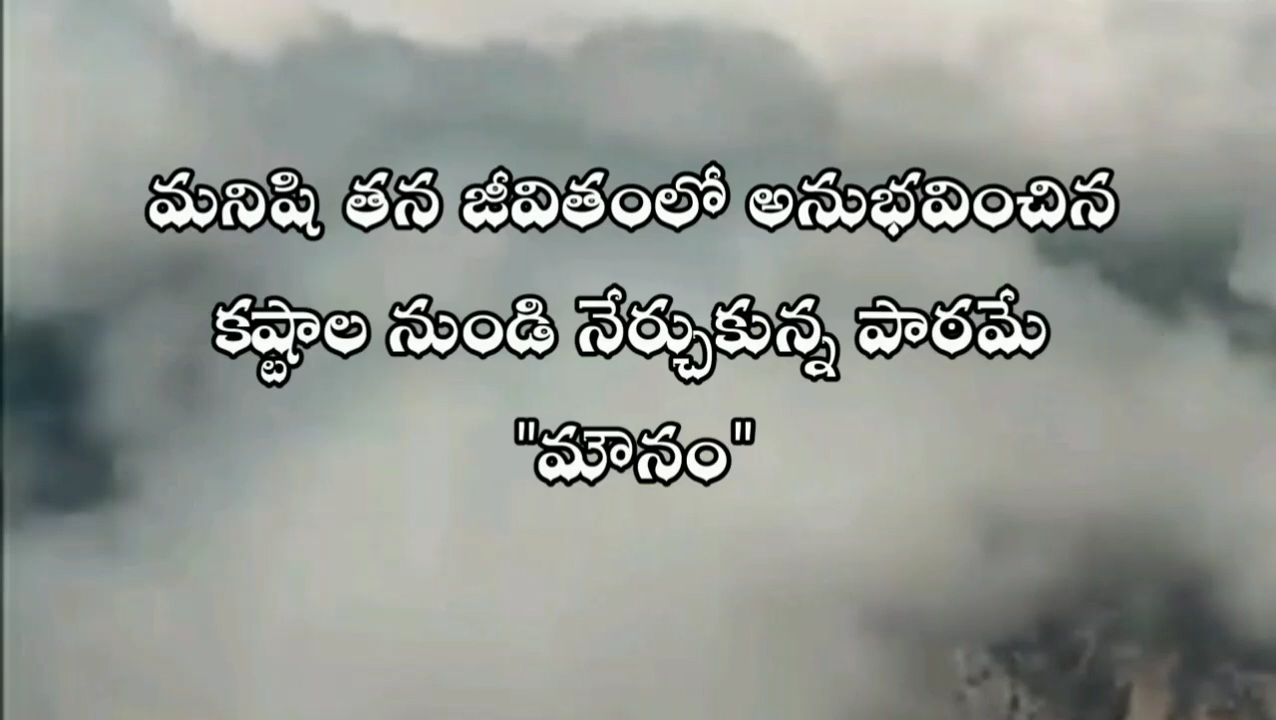 మనిషి తన జీవితంలో అనుభవించిన
కష్టాల నుండి నేర్చుకున్న పాఠమే
"మౌనం"